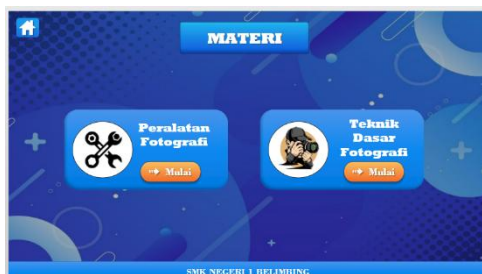 MATERI
Peralatan
Fotografi
Mulai
Teknik
Dasar
Fotografi
Mulai
SMK NEGERI 1 BELIMBING